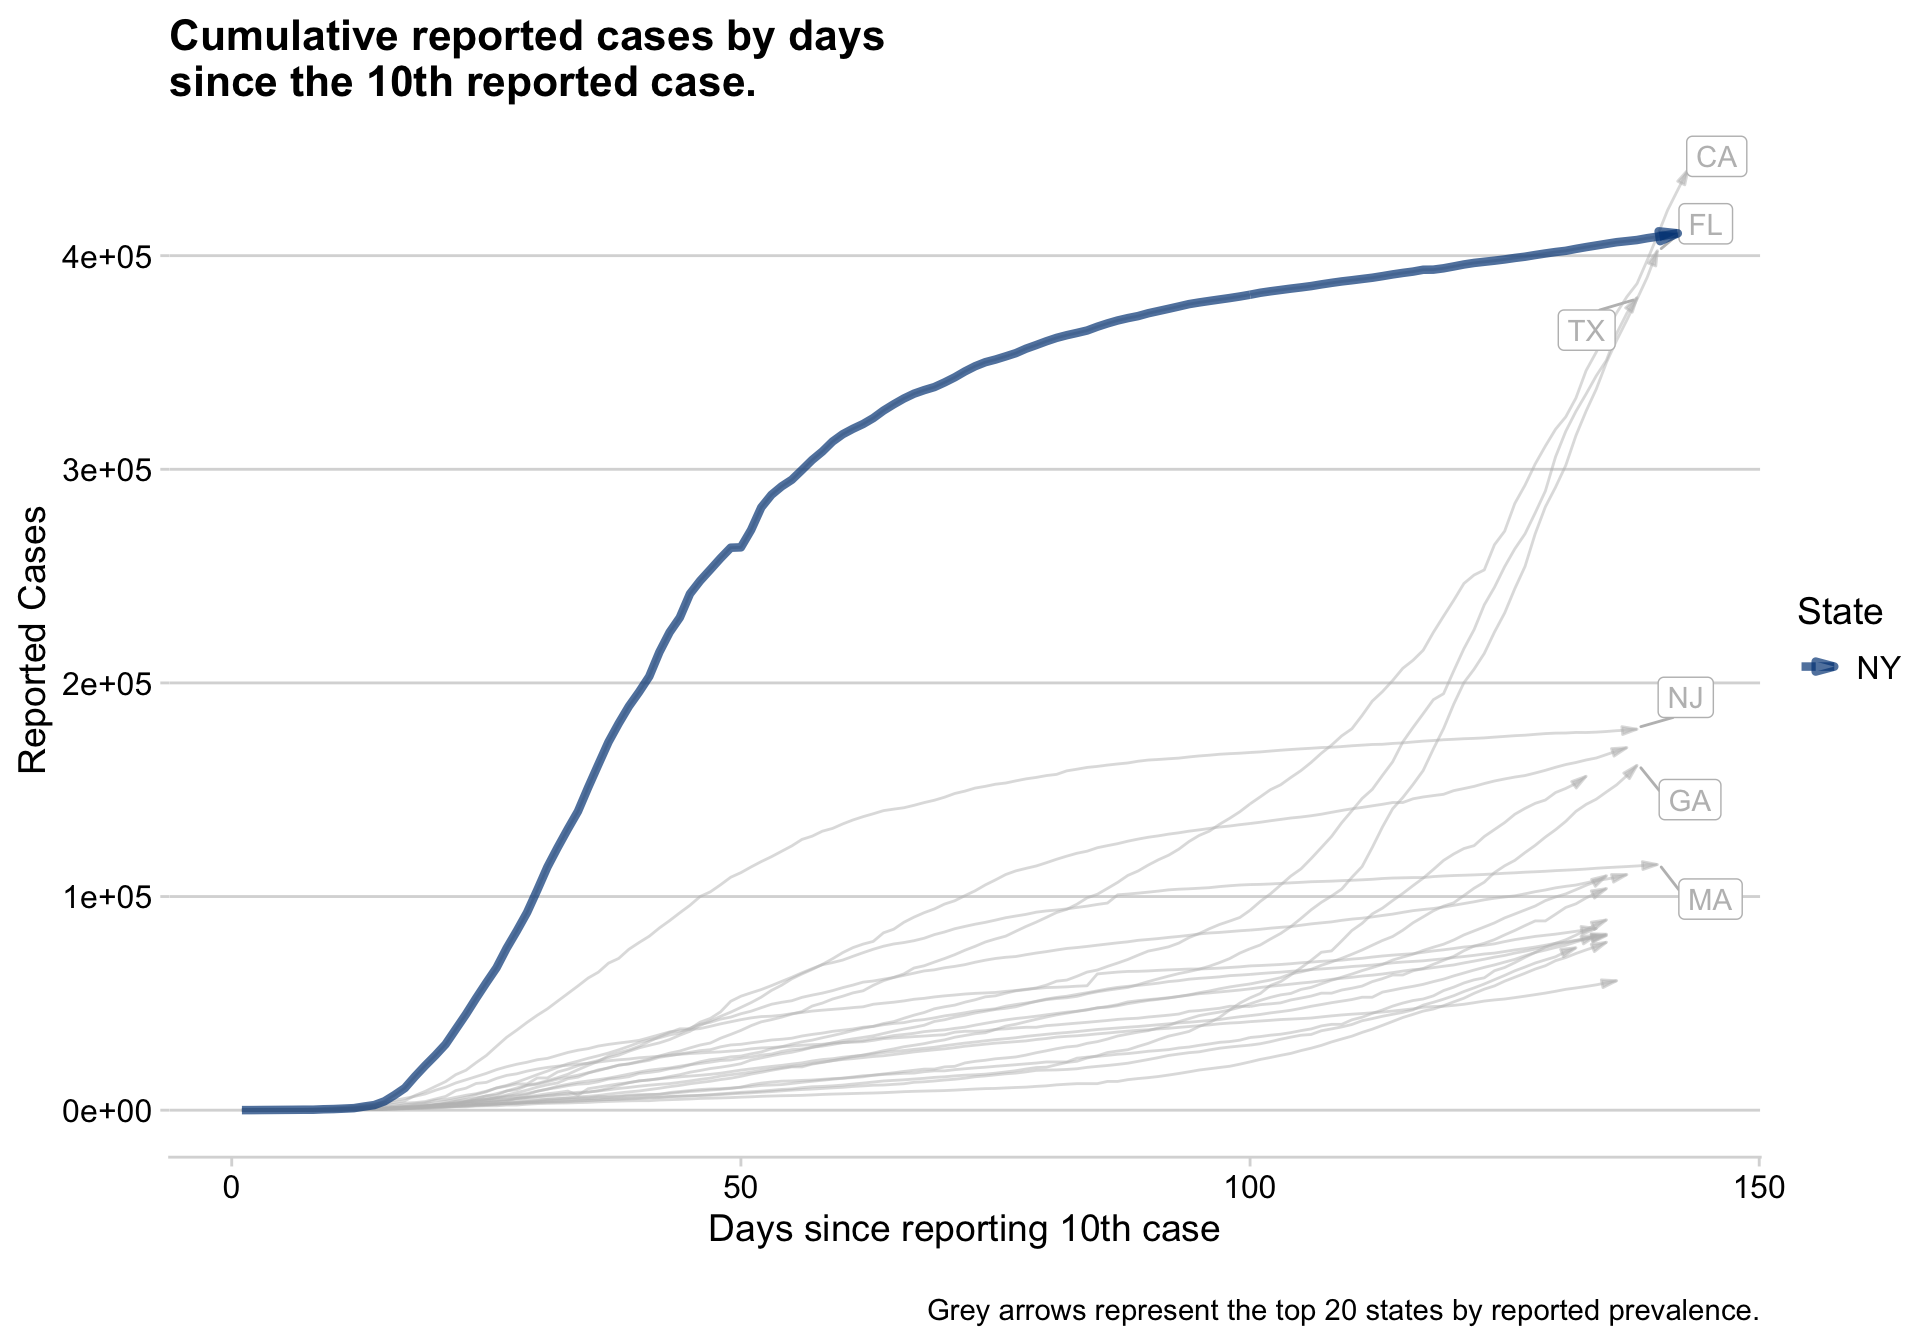 Cumulative reported cases by days
since the 10th reported case.
CA
FL
4e+05
TX
3e+05
Reported Cases
State
NY
2e+05
NJ
GA
1e+05
MA
0e+00
0 50 100 150
Days since reporting 10th case
Grey arrows represent the top 20 states by reported prevalence.